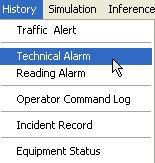 History Simulation Inference
Traffic Alert
Technical Alarm
Reading Alarm
Operator Command Log
Incident Record
Equipment Status